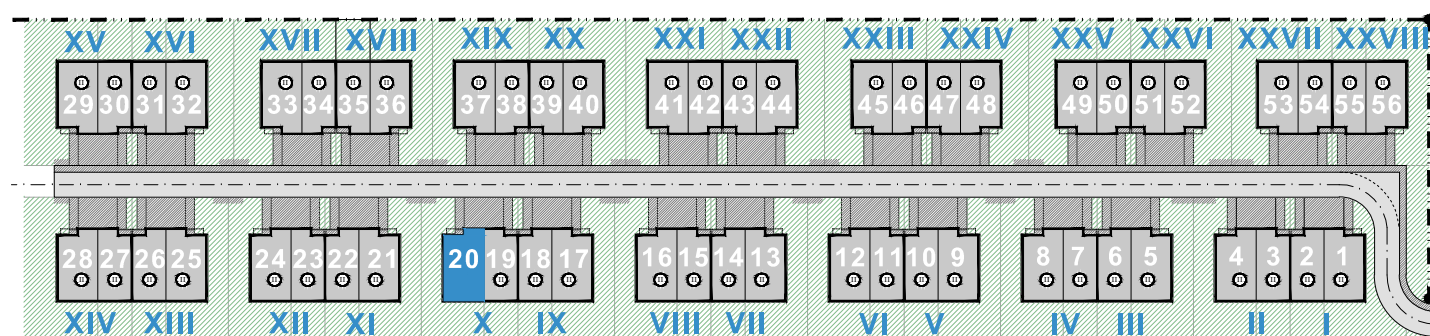 XV XVI XVII XVIII XIX XX XXI XXII XXIII XXIV XXV XXVI XXVII XXVIII
29 30 31 32 33 34 35 36 37 38 39 40 41 42 43 44 45 46 47 48 49 50 51 52 53 54 55 56
28 27 26 25 24 23 22 21 20 19 18 17 16 15 14 13 12 11 10 9 8 7 6 5 4 3 2 1
XIV XIII XII XI X IX VIII VII VI V IV III II I